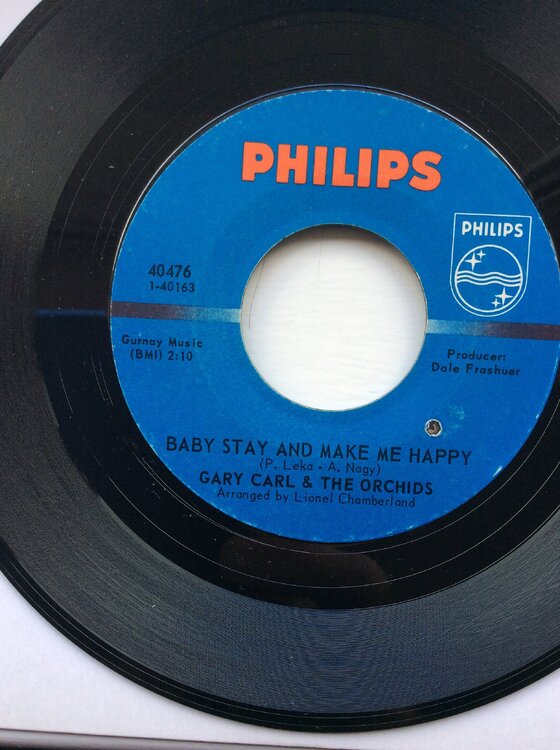 PHILIPS
PHILIPS
40476
1-40163
Gurnay Music
(BMI) 2:10
Producer:
Dale Frashuer
BABY STAY AND MAKE ME HAPPY
(P. Leka - A. Nagy)
GARY CARL & THE ORCHIDS
Arranged by Lionel Chamberland